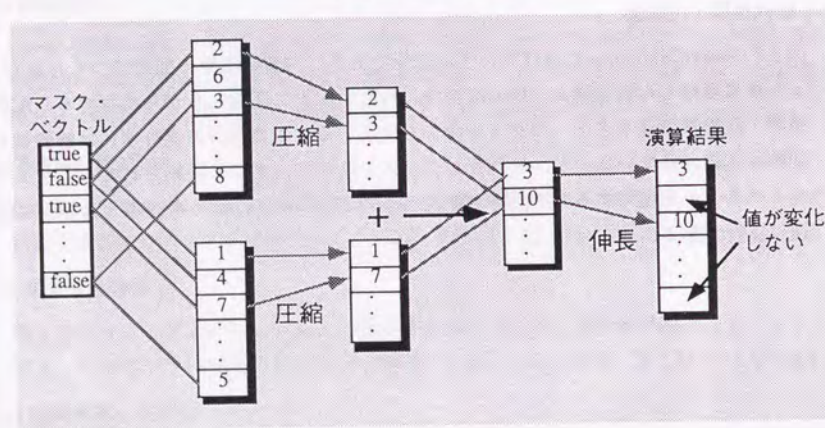 マスク・
ベクトル
true
false
true
·
·
false
2
6
3
·
·
·
8
圧縮
2
3
·
·
+
1
4
7
·
·
·
5
圧縮
1
7
·
·
·
3
10
·
·
伸長
演算結果
3
10
·
·
·
値が変化
しない